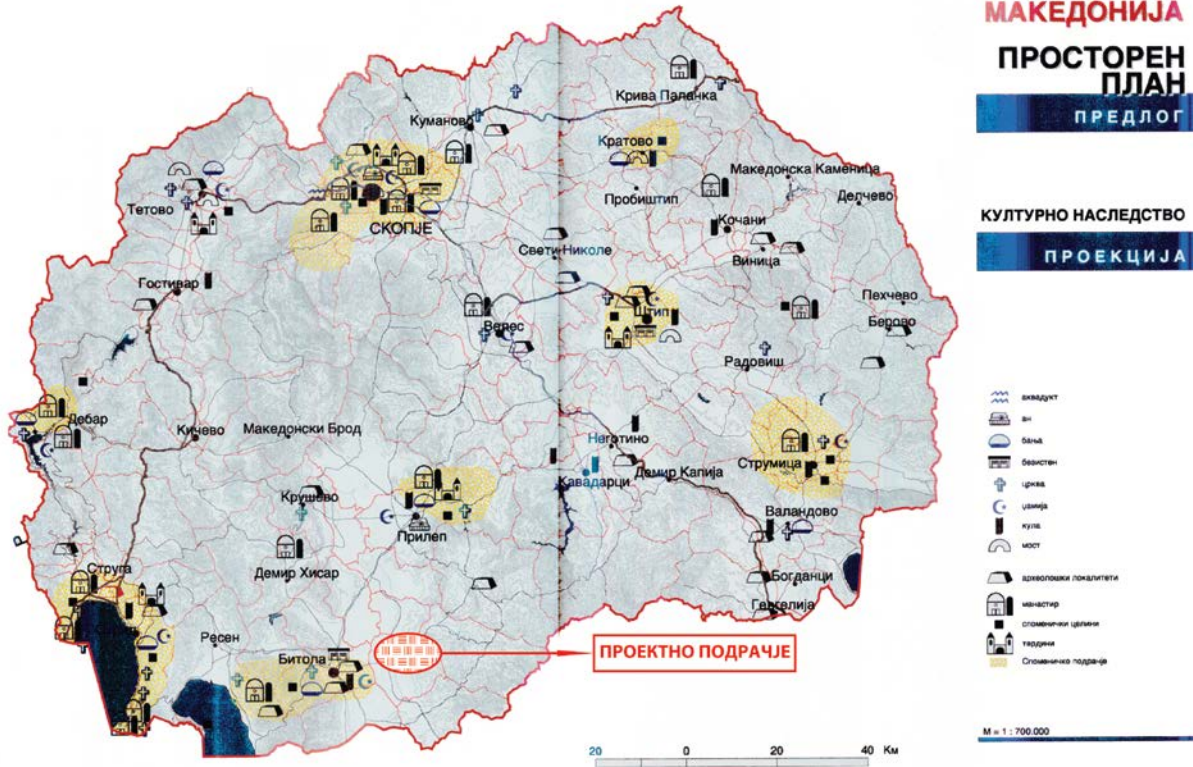 МАКЕДОНИЈА
ПРОСТОРЕН
ПЛАН
ПРЕДЛОГ
КУЛТУРНО НАСЛЕДСТВО
ПРОЕКЦИЈА
Крива Паланка
Куманово
Кратово
Македонска Каменица
Тетово
Пробиштип
Делчево
СКОПЈЕ
Кочани
Свети Николе
Виница
Гостивар
Пехчево
Штип
Велес
Берово
Радовиш
Дебар
Кичево
Македонски Брод
Неготино
Струмица
Кавадарци
Демир Капија
Крушево
Валандово
Прилеп
Струга
Демир Хисар
Богданци
Гевгелија
Ресен
Битола
ПРОЕКТНО ПОДРАЧЈЕ
аквадукт
ан
бања
безистен
црква
џамија
кула
мост
археолошки локалитети
манастир
споменички целини
тврдини
Споменичко подрачје
М = 1 : 700.000
20 0 20 40 Км